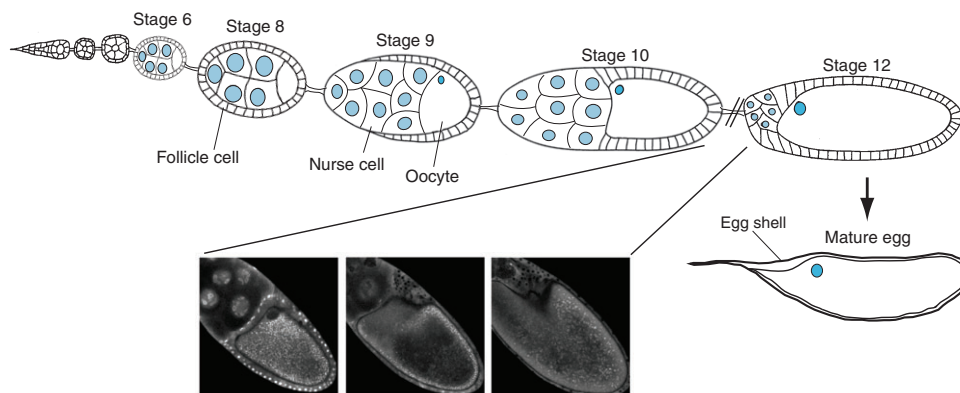 Stage 6
Stage 8
Stage 9
Stage 10
Stage 12
Follicle cell
Nurse cell
Oocyte
Egg shell
Mature egg